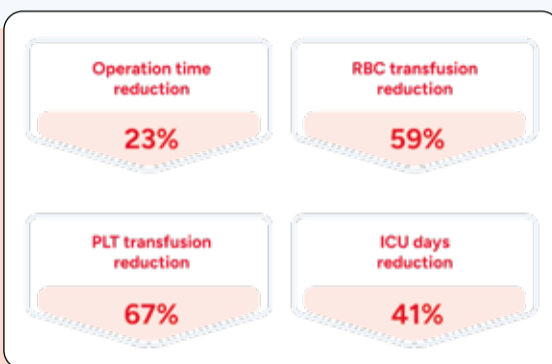 Operation time
reduction
23%
RBC transfusion
reduction
59%
PLT transfusion
reduction
67%
ICU days
reduction
41%